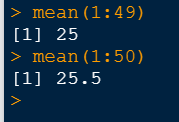 > mean(1:49)
[1] 25
> mean(1:50)
[1] 25.5
>